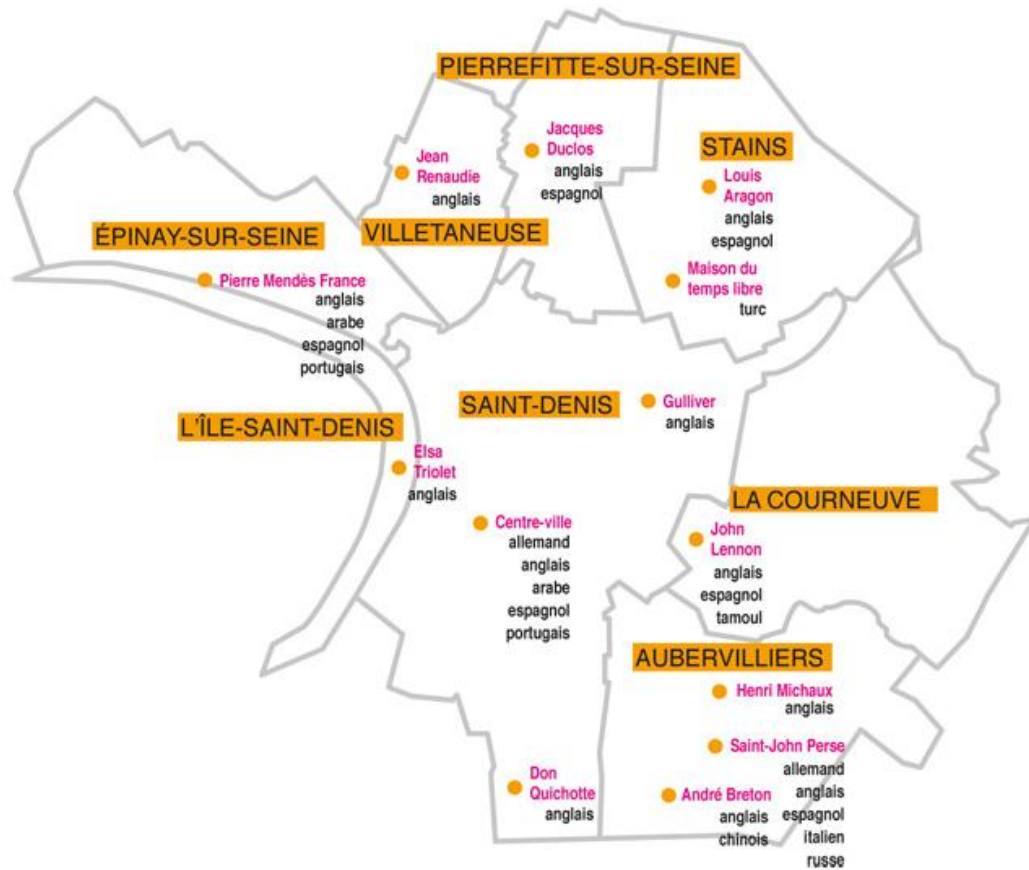 PIERREFITTE-SUR-SEINE
Jacques
Duclos
anglais
espagnol
STAINS
Louis
Aragon
anglais
espagnol
Maison du
temps libre
turc
Jean
Renaudie
anglais
VILLETANEUSE
ÉPINAY-SUR-SEINE
Pierre Mendès France
anglais
arabe
espagnol
portugais
L'ÎLE-SAINT-DENIS
Elsa
Triolet
anglais
SAINT-DENIS
Gulliver
anglais
Centre-ville
allemand
anglais
arabe
espagnol
portugais
Don
Quichotte
anglais
LA COURNEUVE
John
Lennon
anglais
espagnol
tamoul
AUBERVILLIERS
Henri Michaux
anglais
Saint-John Perse
allemand
anglais
espagnol
italien
russe
André Breton
anglais
chinois